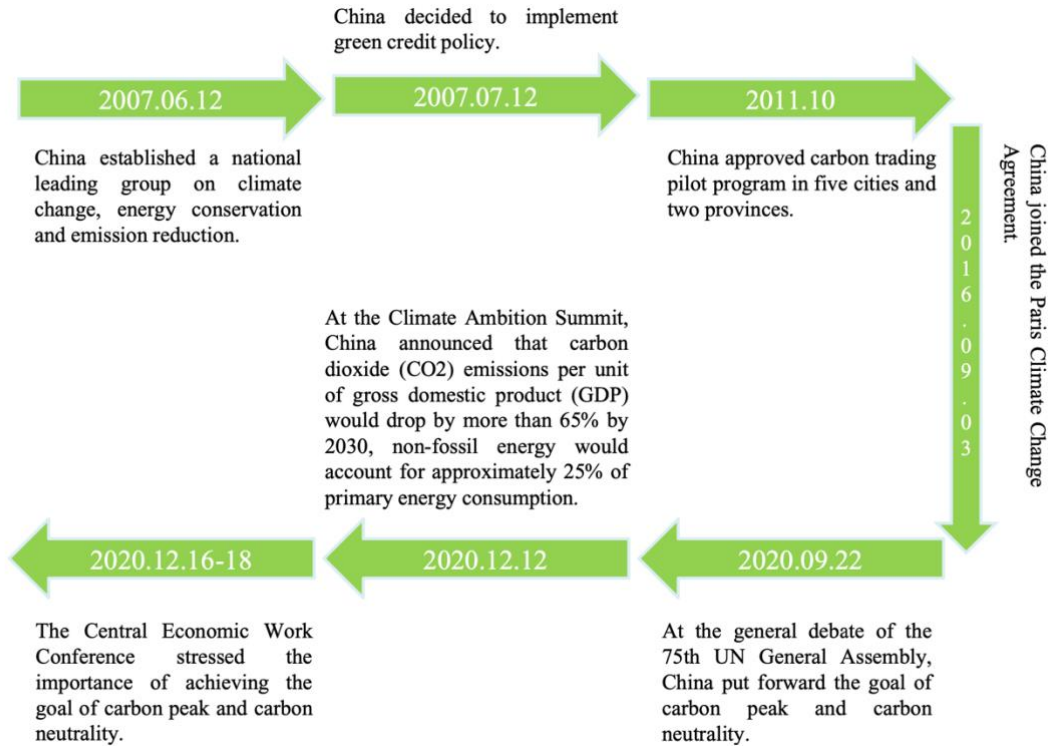 2007.06.12
China established a national
leading group on climate
change, energy conservation
and emission reduction.
China decided to implement
green credit policy.
2007.07.12
2011.10
China approved carbon trading
pilot program in five cities and
two provinces.
2016.09.03
China joined the Paris Climate Change
Agreement.
2020.09.22
At the general debate of the
75th UN General Assembly,
China put forward the goal of
carbon peak and carbon
neutrality.
At the Climate Ambition Summit,
China announced that carbon
dioxide (CO2) emissions per unit
of gross domestic product (GDP)
would drop by more than 65% by
2030, non-fossil energy would
account for approximately 25% of
primary energy consumption.
2020.12.12
2020.12.16-18
The Central Economic Work
Conference stressed the
importance of achieving the
goal of carbon peak and carbon
neutrality.